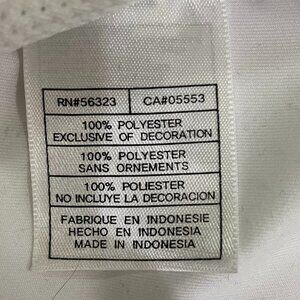 RN#56323 CA#05553
100% POLYESTER
EXCLUSIVE OF DECORATION
100% POLYESTER
SANS ORNEMENTS
100% POLIESTER
NO INCLUYE LA DECORACION
FABRIQUE EN INDONESIE
HECHO EN INDONESIA
MADE IN INDONESIA